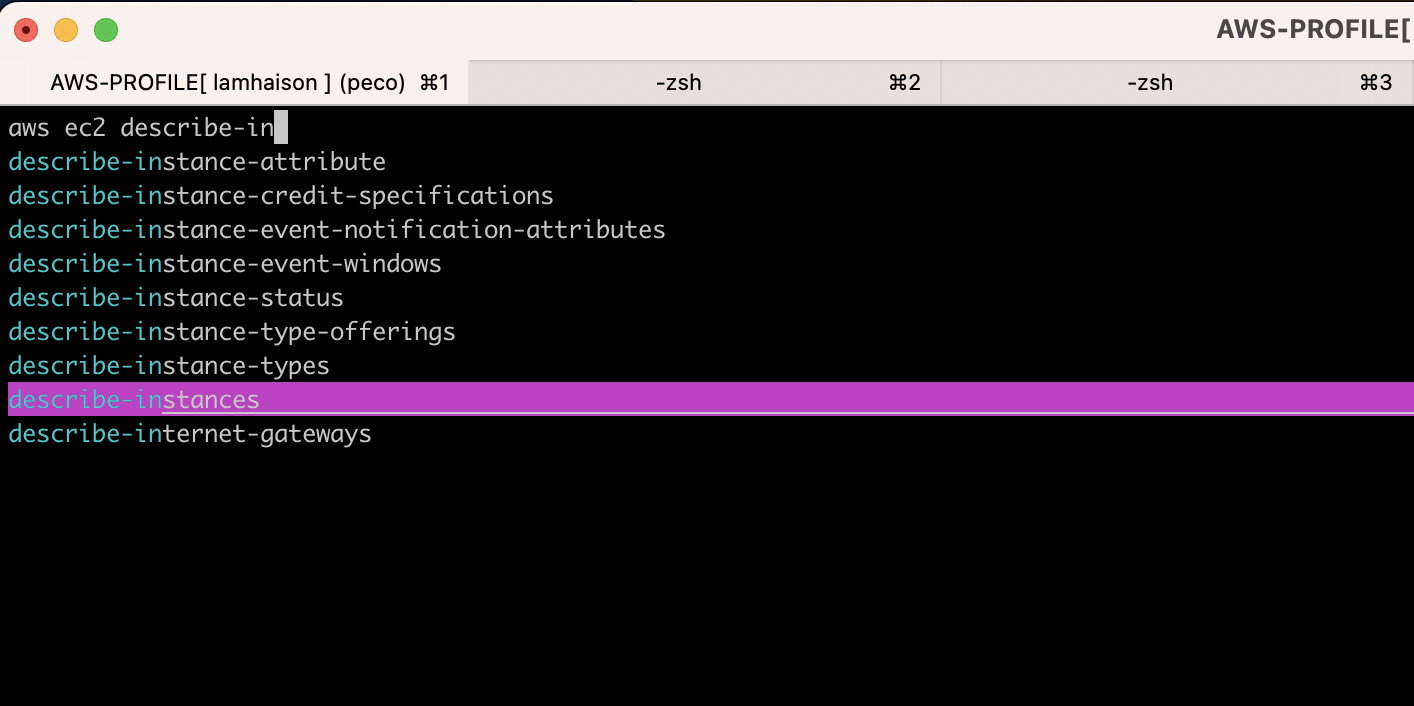 AWS-PROFILE[
AWS-PROFILE[ lamhaison ] (peco) ⌘1 -zsh ⌘2 -zsh ⌘3
aws ec2 describe-in
describe-instance-attribute
describe-instance-credit-specifications
describe-instance-event-notification-attributes
describe-instance-event-windows
describe-instance-status
describe-instance-type-offerings
describe-instance-types
describe-instances
describe-internet-gateways